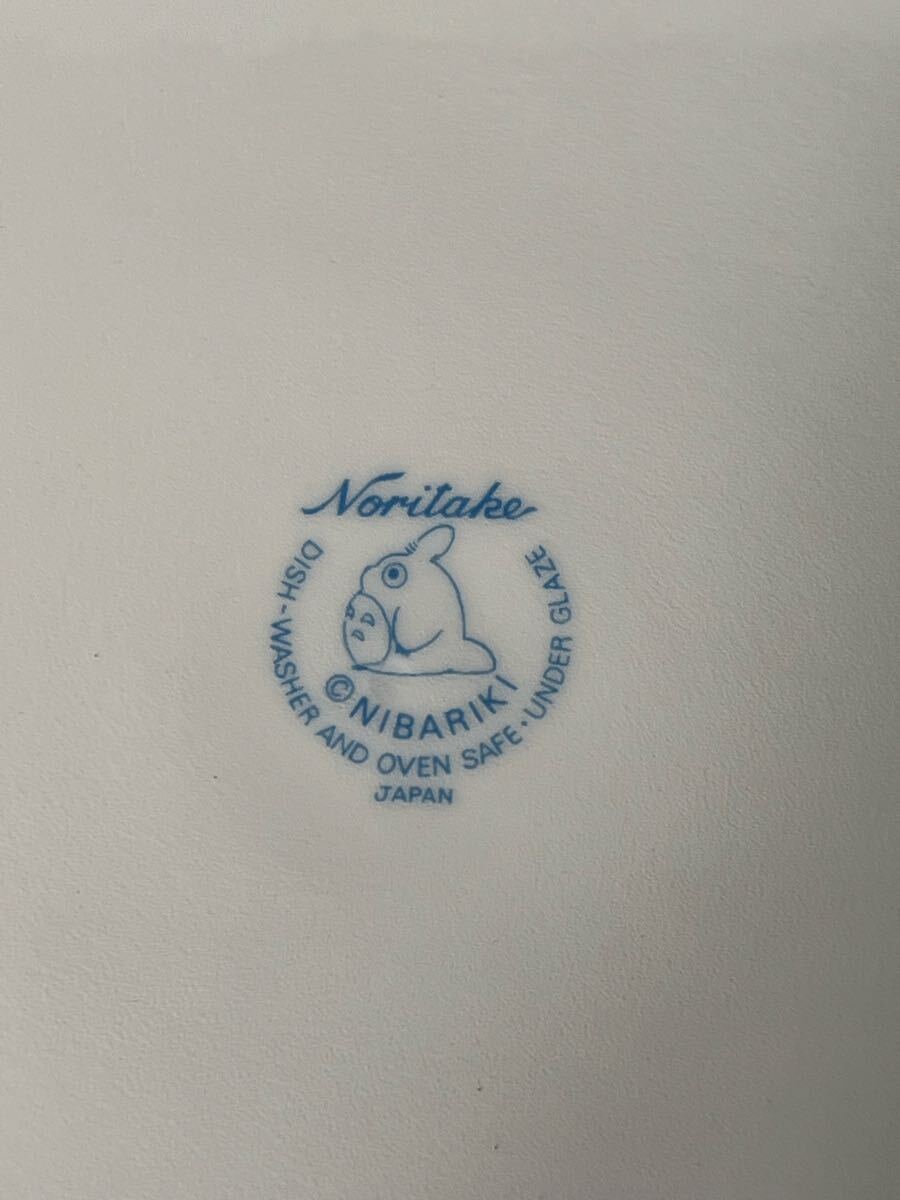 Noritake
© NIBARIKI
DISH-WASHER AND OVEN SAFE·UNDER GLAZE
JAPAN